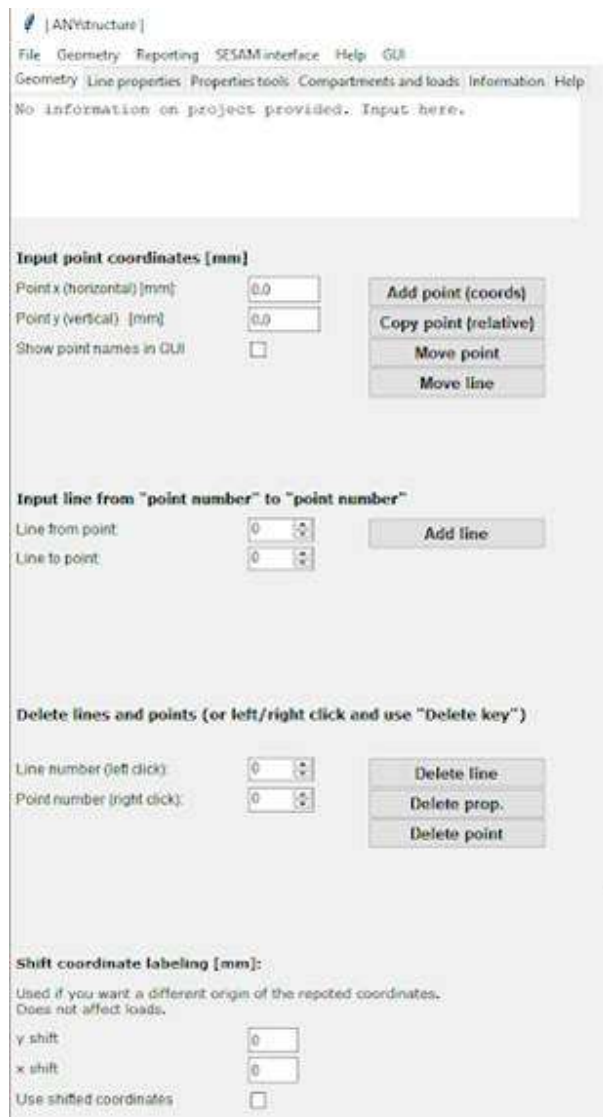 [ANYstructure]
File Geometry Reporting SESAM interface Help GUI
Geometry Line properties Properties tools Compartments and loads Information Help
No information on project provided. Input here.
Input point coordinates [mm]
Point x (horizontal) [mm]: 0.0 Add point (coords)
Point y (vertical) [mm]: 0.0 Copy point (relative)
Show point names in GUI Move point
Move line
Input line from "point number" to "point number"
Line from point: 0 Add line
Line to point: 0
Delete lines and points (or left/right click and use "Delete key")
Line number (left click): 0 Delete line
Point number (right click): 0 Delete prop.
Delete point
Shift coordinate labeling [mm]:
Used if you want a different origin of the repoted coordinates.
Does not affect loads.
y shift 0
x shift 0
Use shifted coordinates